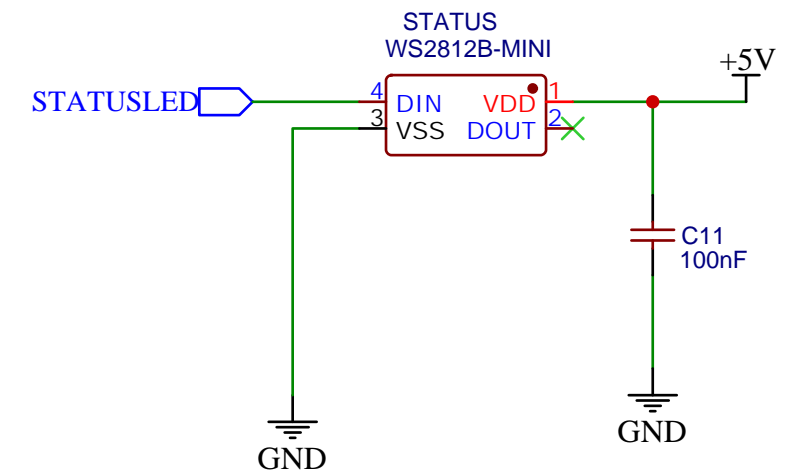 STATUS
WS2812B-MINI
+5V
STATUSLED
4
DIN
VDD
1
3
VSS
DOUT
2
C11
100nF
GND
GND